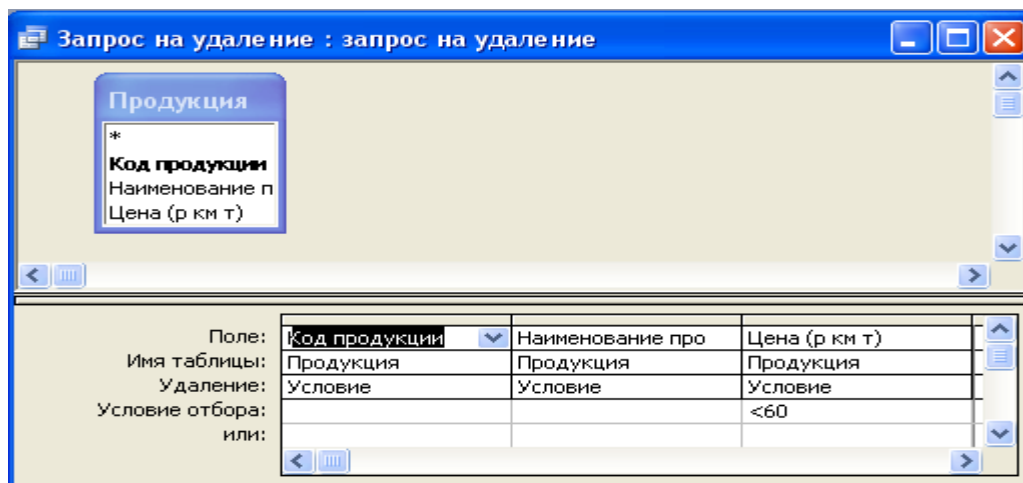 Запрос на удаление : запрос на удаление
Продукция
*
Код продукции
Наименование п
Цена (р км т)
Поле: Код продукции Наименование про Цена (р км т)
Имя таблицы: Продукция Продукция Продукция
Удаление: Условие Условие Условие
Условие отбора: <60
или: